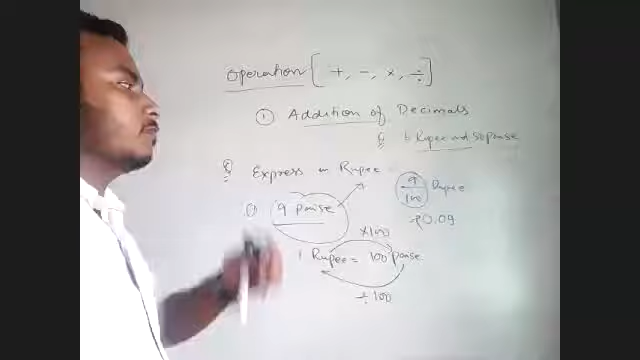 Operation [ +, -, ×, ÷ ]
① Addition of Decimals
Q 6 Rupee and 50 paise
Q Express in Rupee
① 9 paise
9/100 Rupee
0.09
×100
1 Rupee = 100 paise
÷100